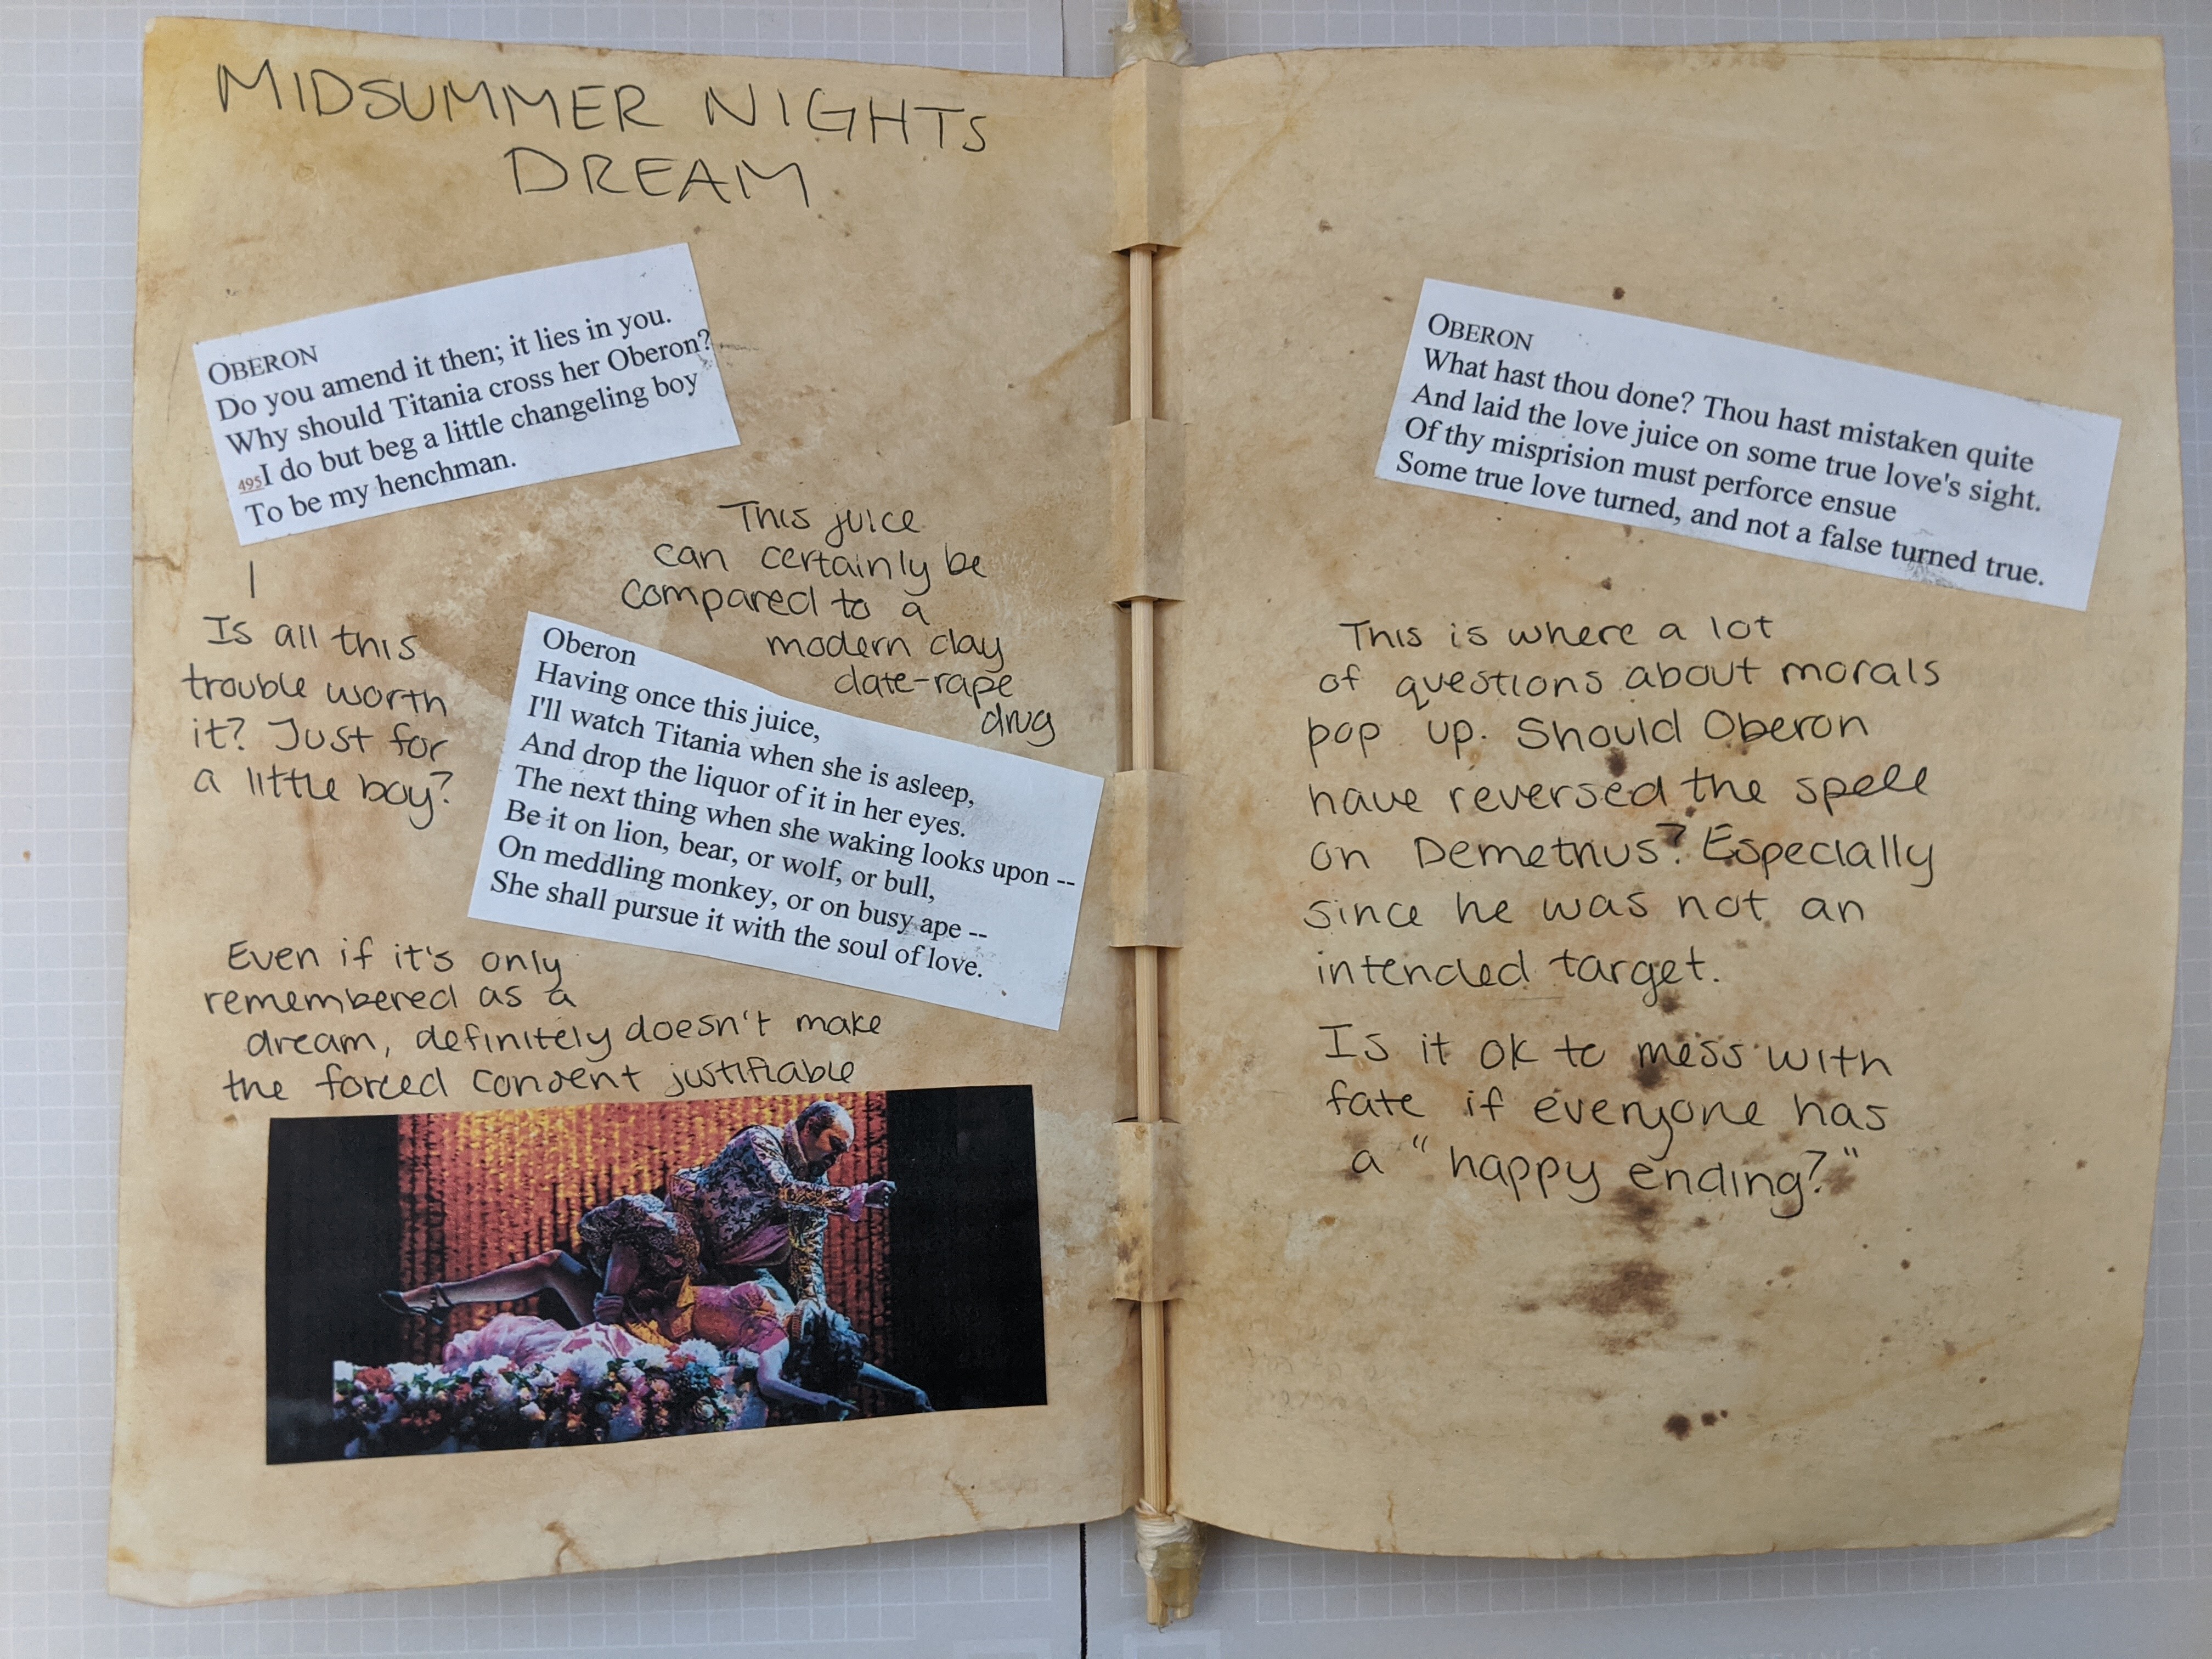 MIDSUMMER NIGHTS
DREAM
OBERON
Do you amend it then; it lies in you.
Why should Titania cross her Oberon?
495I do but beg a little changeling boy
To be my henchman.
Is all this
trouble worth
it? Just for
a little boy?
This juice
can certainly be
compared to a
modern day
date-rape
drug
Oberon
Having once this juice,
I'll watch Titania when she is asleep,
And drop the liquor of it in her eyes.
The next thing when she waking looks upon --
Be it on lion, bear, or wolf, or bull,
On meddling monkey, or on busy ape --
She shall pursue it with the soul of love.
Even if it's only
remembered as a
dream, definitely doesn't make
the forced consent justifiable
OBERON
What hast thou done? Thou hast mistaken quite
And laid the love juice on some true love's sight.
Of thy misprision must perforce ensue
Some true love turned, and not a false turned true.
This is where a lot
of questions about morals
pop up. Should Oberon
have reversed the spell
on Demetrius? Especially
since he was not an
intended target.
Is it ok to mess with
fate if everyone has
a "happy ending?"